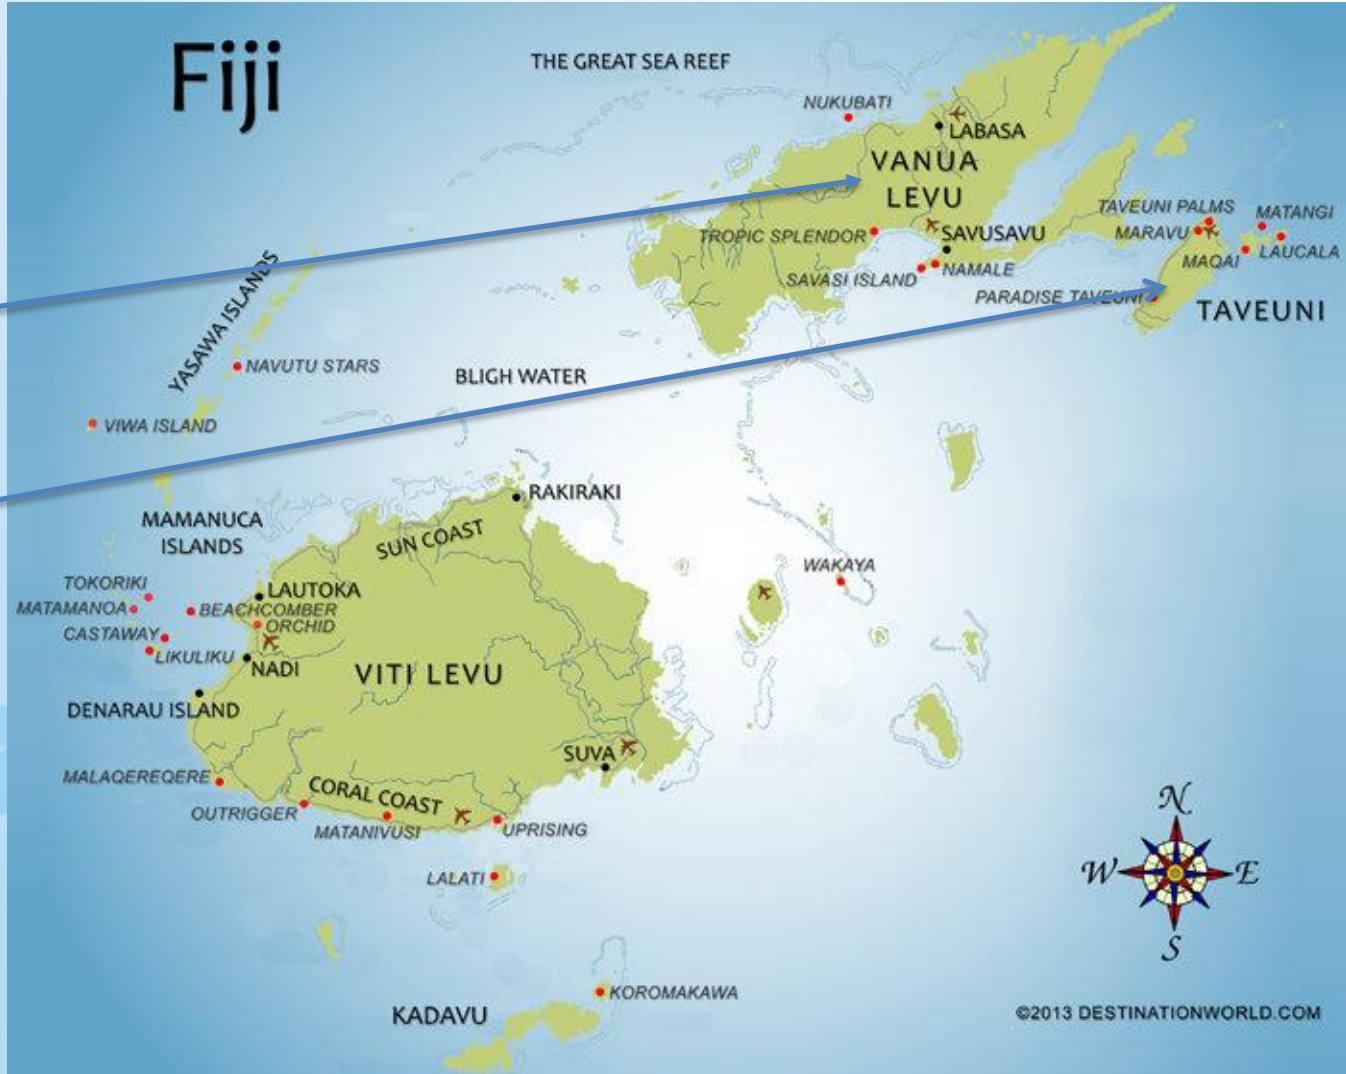 Fiji
THE GREAT SEA REEF
NUKUBATI
LABASA
VANUA
LEVU
TAVEUNI PALMS
MATANGI
TROPIC SPLENDOR
SAVUSAVU
MARAVU
LAUCALA
MAQAI
SAVASI ISLAND
NAMALE
PARADISE TAVEUNI
TAVEUNI
YASAWA ISLANDS
NAVUTU STARS
BLIGH WATER
VIWA ISLAND
RAKIRAKI
MAMANUCA
ISLANDS
SUN COAST
WAKAYA
TOKORIKI
LAUTOKA
MATAMANOA
BEACHCOMBER
ORCHID
CASTAWAY
LIKULIKU
NADI
VITI LEVU
DENARAU ISLAND
SUVA
MALAQEREQERE
CORAL COAST
OUTRIGGER
MATANIVUSI
UPRISING
LALATI
KOROMAKAWA
KADAVU
N
W
E
S
©2013 DESTINATIONWORLD.COM